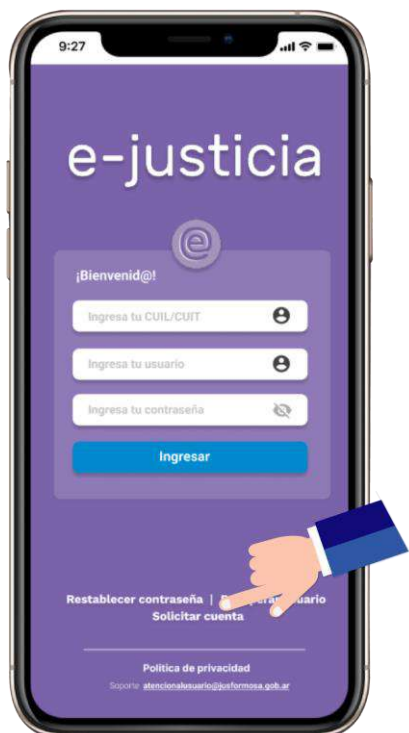 9:27
e-justicia
e
¡Bienvenid@!
Ingresa tu CUIL/CUIT
Ingresa tu usuario
Ingresa tu contraseña
Ingresar
Restablecer contraseña |
Solicitar cuenta
Política de privacidad
Soporte atencionalusuario@jusformosa.gob.ar